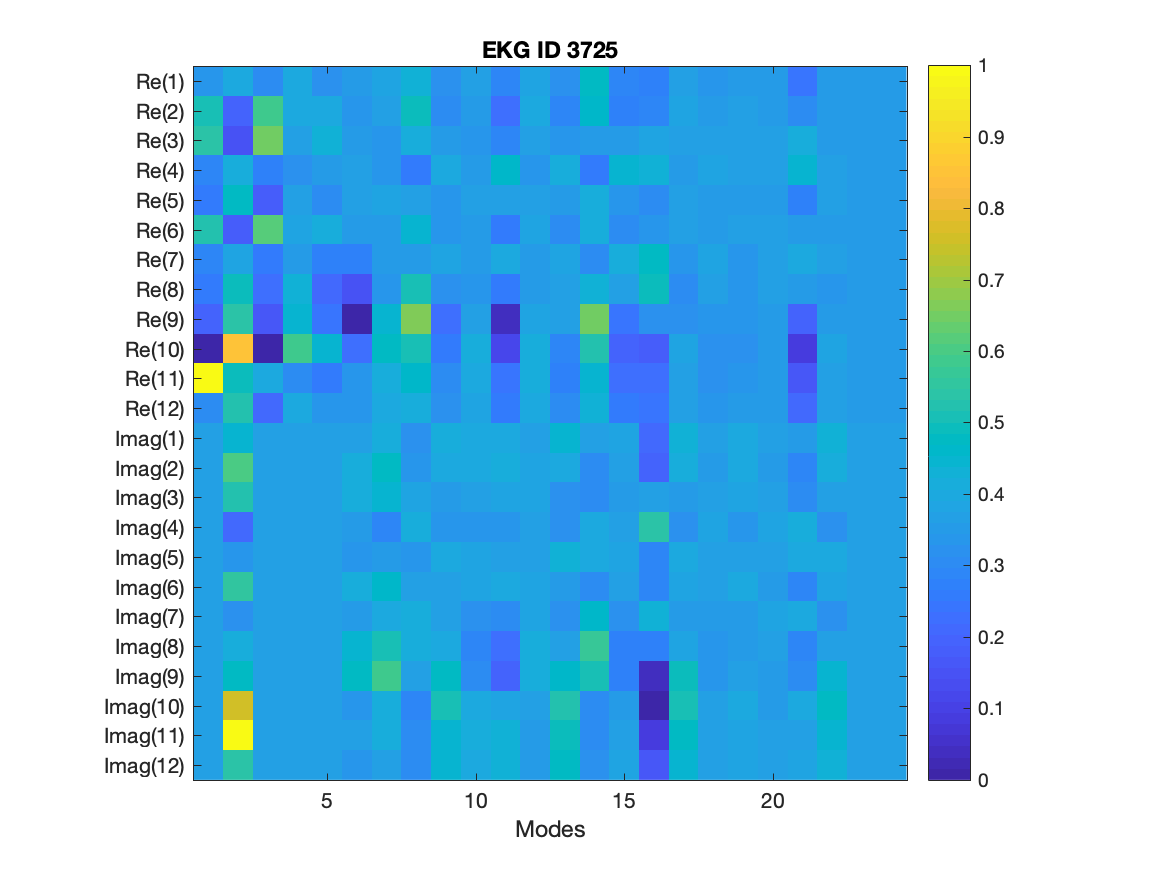 EKG ID 3725
Re(1)
Re(2)
Re(3)
Re(4)
Re(5)
Re(6)
Re(7)
Re(8)
Re(9)
Re(10)
Re(11)
Re(12)
Imag(1)
Imag(2)
Imag(3)
Imag(4)
Imag(5)
Imag(6)
Imag(7)
Imag(8)
Imag(9)
Imag(10)
Imag(11)
Imag(12)
5 10 15 20
Modes
1
0.9
0.8
0.7
0.6
0.5
0.4
0.3
0.2
0.1
0